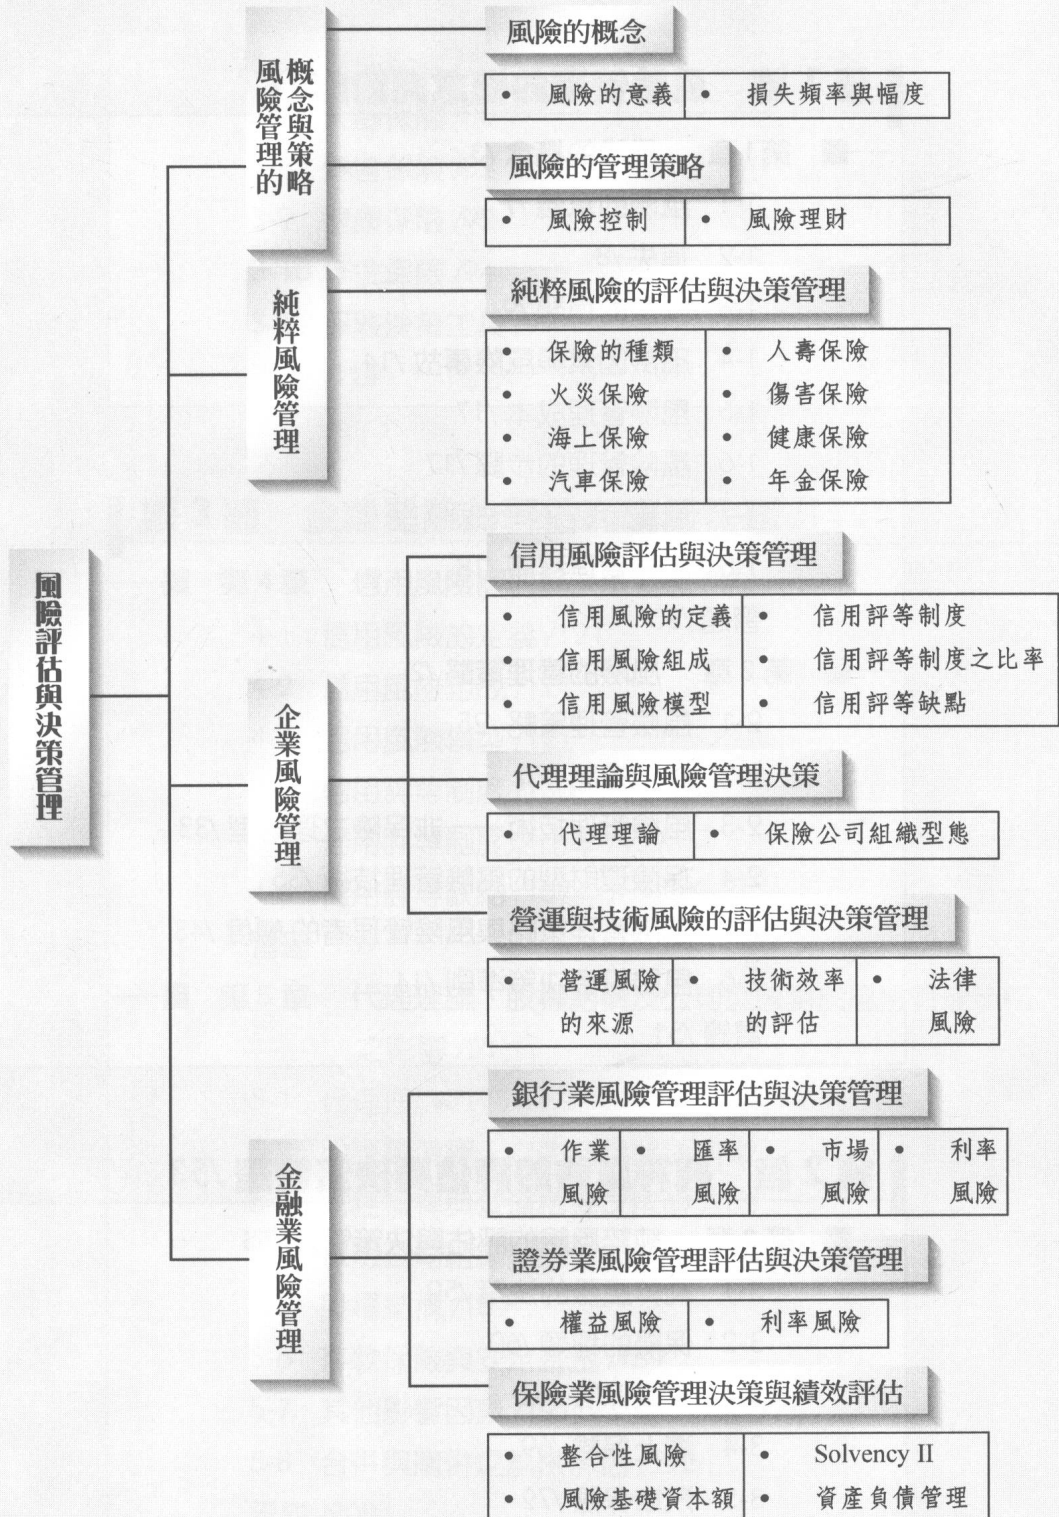 風險評估與決策管理
風險管理的
概念與策略
風險的概念
• 風險的意義 • 損失頻率與幅度
風險的管理策略
• 風險控制 • 風險理財
純粹風險管理
純粹風險的評估與決策管理
• 保險的種類 • 人壽保險
• 火災保險 • 傷害保險
• 海上保險 • 健康保險
• 汽車保險 • 年金保險
企業風險管理
信用風險評估與決策管理
• 信用風險的定義 • 信用評等制度
• 信用風險組成 • 信用評等制度之比率
• 信用風險模型 • 信用評等缺點
代理理論與風險管理決策
• 代理理論 • 保險公司組織型態
營運與技術風險的評估與決策管理
• 營運風險
的來源
• 技術效率
的評估
• 法律
風險
金融業風險管理
銀行業風險管理評估與決策管理
• 作業
風險
• 匯率
風險
• 市場
風險
• 利率
風險
證券業風險管理評估與決策管理
• 權益風險 • 利率風險
保險業風險管理決策與績效評估
• 整合性風險 • Solvency II
• 風險基礎資本額 • 資產負債管理